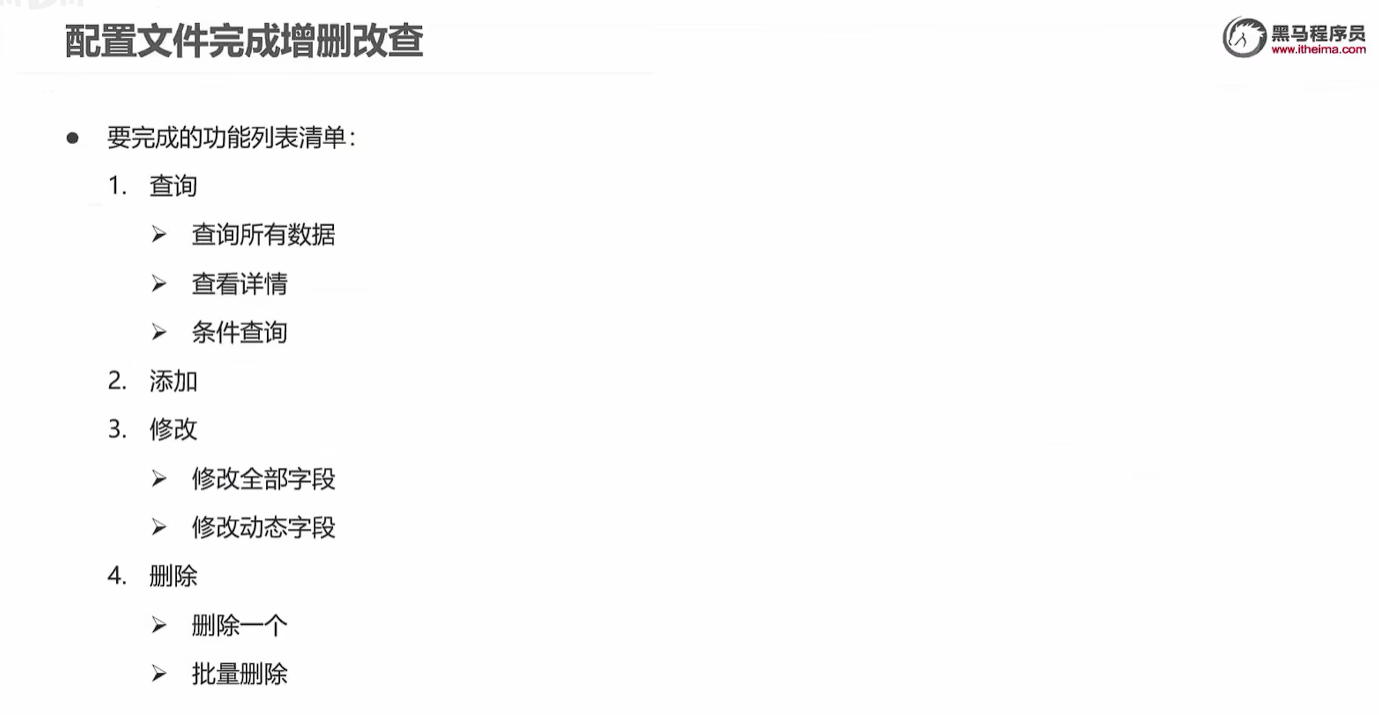 配置文件完成增删改查
黑马程序员
www.itheima.com
● 要完成的功能列表清单：
1. 查询
➢ 查询所有数据
➢ 查看详情
➢ 条件查询
2. 添加
3. 修改
➢ 修改全部字段
➢ 修改动态字段
4. 删除
➢ 删除一个
➢ 批量删除